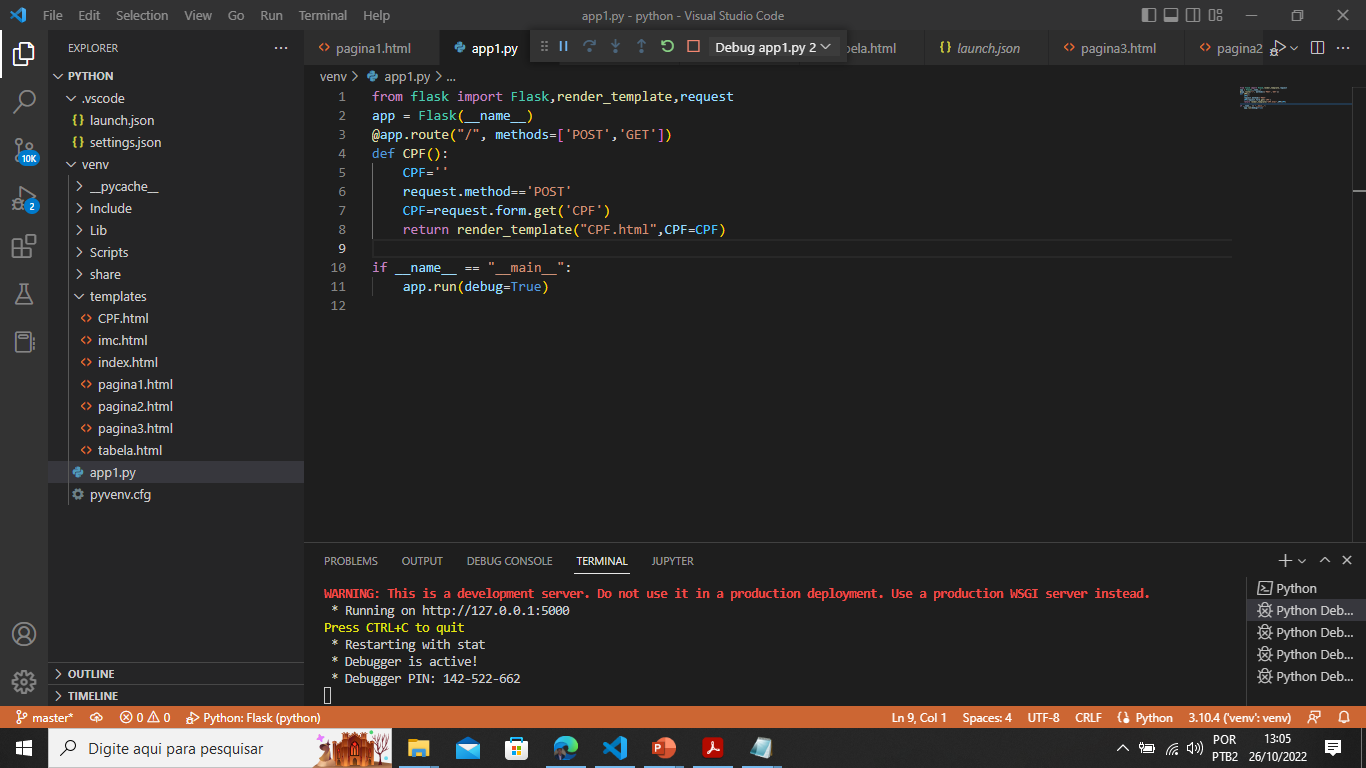 File Edit Selection View Go Run Terminal Help
app1.py - python - Visual Studio Code
EXPLORER
PYTHON
.vscode
launch.json
settings.json
venv
__pycache__
Include
Lib
Scripts
share
templates
CPF.html
imc.html
index.html
pagina1.html
pagina2.html
pagina3.html
tabela.html
app1.py
pyvenv.cfg
OUTLINE
TIMELINE
10K
2
pagina1.html app1.py Debug app1.py 2 bela.html launch.json pagina3.html pagina2
venv > app1.py > ...
1 from flask import Flask,render_template,request
2 app = Flask(__name__)
3 @app.route("/", methods=['POST','GET'])
4 def CPF():
5 CPF=''
6 request.method=='POST'
7 CPF=request.form.get('CPF')
8 return render_template("CPF.html",CPF=CPF)
9
10 if __name__ == "__main__":
11 app.run(debug=True)
12
PROBLEMS OUTPUT DEBUG CONSOLE TERMINAL JUPYTER
WARNING: This is a development server. Do not use it in a production deployment. Use a production WSGI server instead.
* Running on http://127.0.0.1:5000
Press CTRL+C to quit
* Restarting with stat
* Debugger is active!
* Debugger PIN: 142-522-662
Python
Python Deb...
Python Deb...
Python Deb...
Python Deb...
master* 0 0 Python: Flask (python) Ln 9, Col 1 Spaces: 4 UTF-8 CRLF Python 3.10.4 ('venv': venv)
Digite aqui para pesquisar
POR
PTB2
13:05
26/10/2022